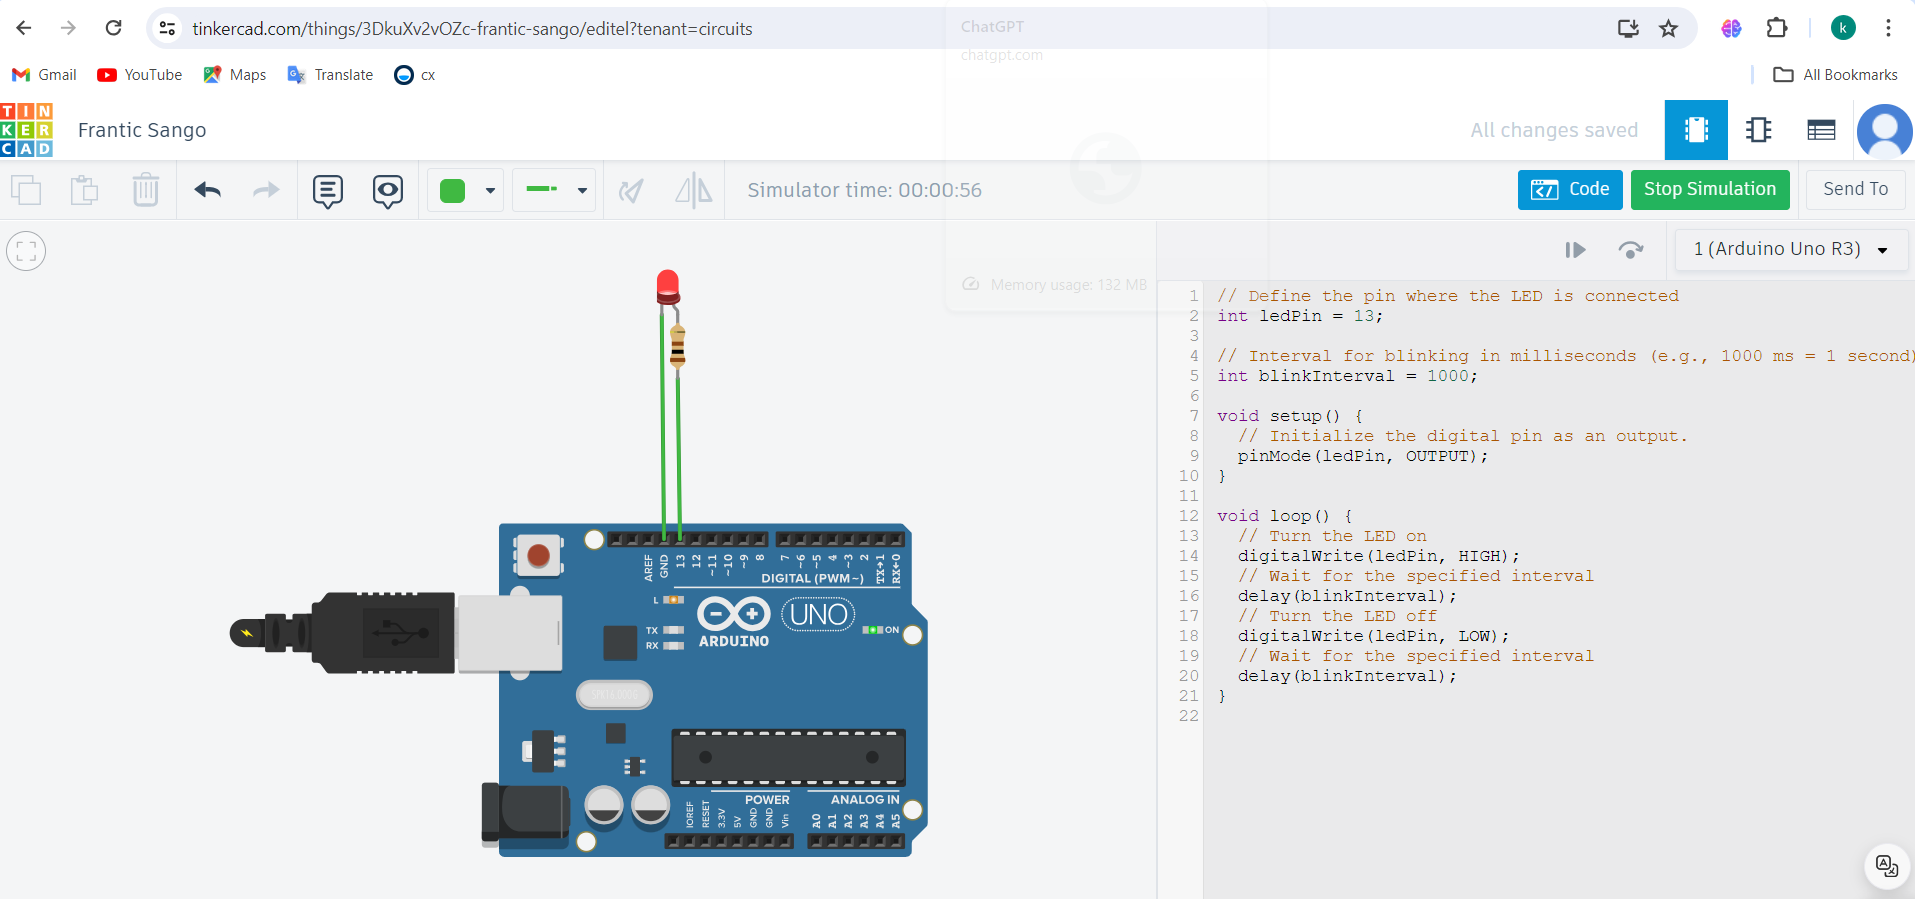 ChatGPT
tinkercad.com/things/3DkuXv2vOZc-frantic-sango/editel?tenant=circuits
k
chatgpt.com
Gmail
YouTube
Maps
Translate
cx
All Bookmarks
TIN
KER
CAD
Frantic Sango
All changes saved
Simulator time: 00:00:56
Code
Stop Simulation
Send To
1 (Arduino Uno R3)
Memory usage: 132 MB
1 // Define the pin where the LED is connected
2 int ledPin = 13;
3
4 // Interval for blinking in milliseconds (e.g., 1000 ms = 1 second)
5 int blinkInterval = 1000;
6
7 void setup() {
8 // Initialize the digital pin as an output.
9 pinMode(ledPin, OUTPUT);
10 }
11
12 void loop() {
13 // Turn the LED on
14 digitalWrite(ledPin, HIGH);
15 // Wait for the specified interval
16 delay(blinkInterval);
17 // Turn the LED off
18 digitalWrite(ledPin, LOW);
19 // Wait for the specified interval
20 delay(blinkInterval);
21 }
22
AREF GND 13 12 ~11 ~10 ~9 8 7 ~6 ~5 4 ~3 2 TX→1 RX←0
DIGITAL (PWM~)
L
TX
RX
ARDUINO
UNO
ON
POWER
ANALOG IN
IOREF RESET 3.3V 5V GND GND Vin A0 A1 A2 A3 A4 A5